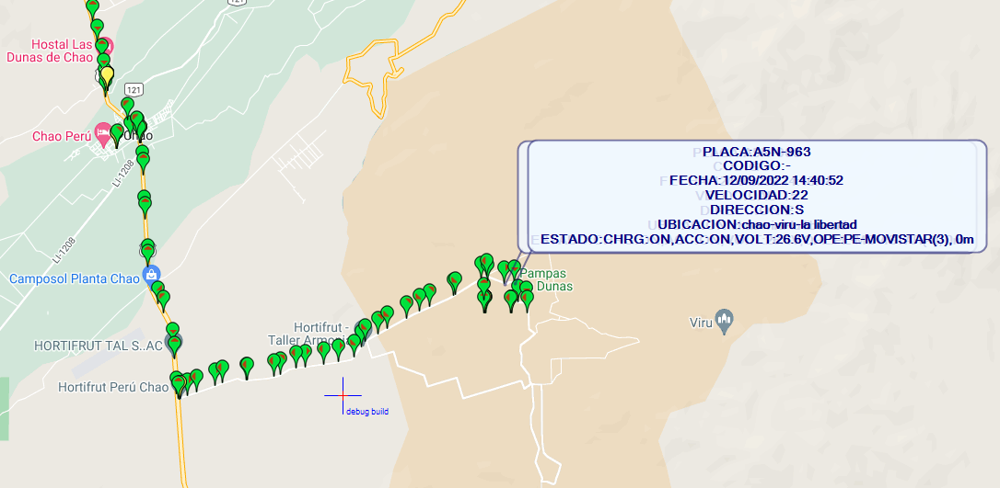 121
Hostal Las
Dunas de Chao
121
Chao Perú
Chao
LI-1208
PLACA:A5N-963
CODIGO:-
FECHA:12/09/2022 14:40:52
VELOCIDAD:22
DIRECCION:S
UBICACION:chao-viru-la libertad
ESTADO:CHRG:ON,ACC:ON,VOLT:26.6V,OPE:PE-MOVISTAR(3), 0m
LI-1208
Camposol Planta Chao
Pampas
Dunas
Viru
Hortifrut -
Taller Armonia
HORTIFRUT TAL S..AC
Hortifrut Perú Chao
debug build